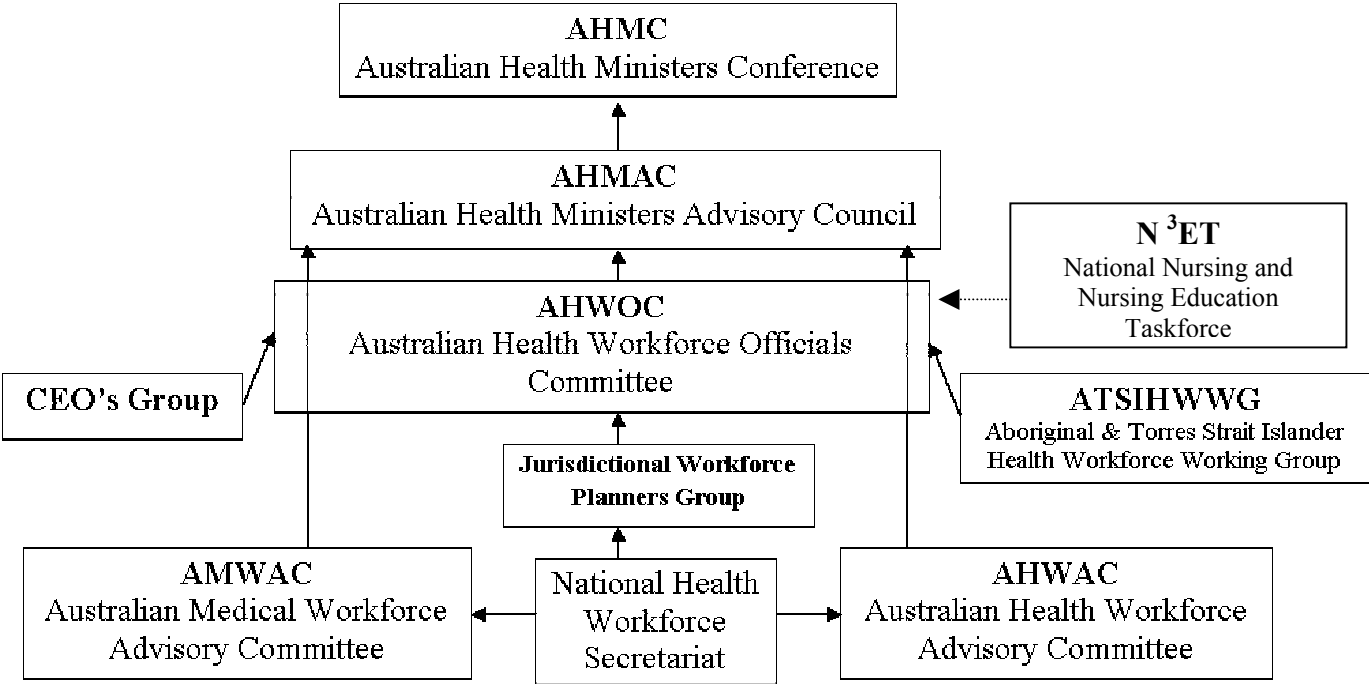 AHMC
Australian Health Ministers Conference
AHMAC
Australian Health Ministers Advisory Council
N ³ET
National Nursing and
Nursing Education
Taskforce
AHWOC
Australian Health Workforce Officials
Committee
CEO’s Group
ATSIHWWG
Aboriginal & Torres Strait Islander
Health Workforce Working Group
Jurisdictional Workforce
Planners Group
AMWAC
Australian Medical Workforce
Advisory Committee
National Health
Workforce
Secretariat
AHWAC
Australian Health Workforce
Advisory Committee